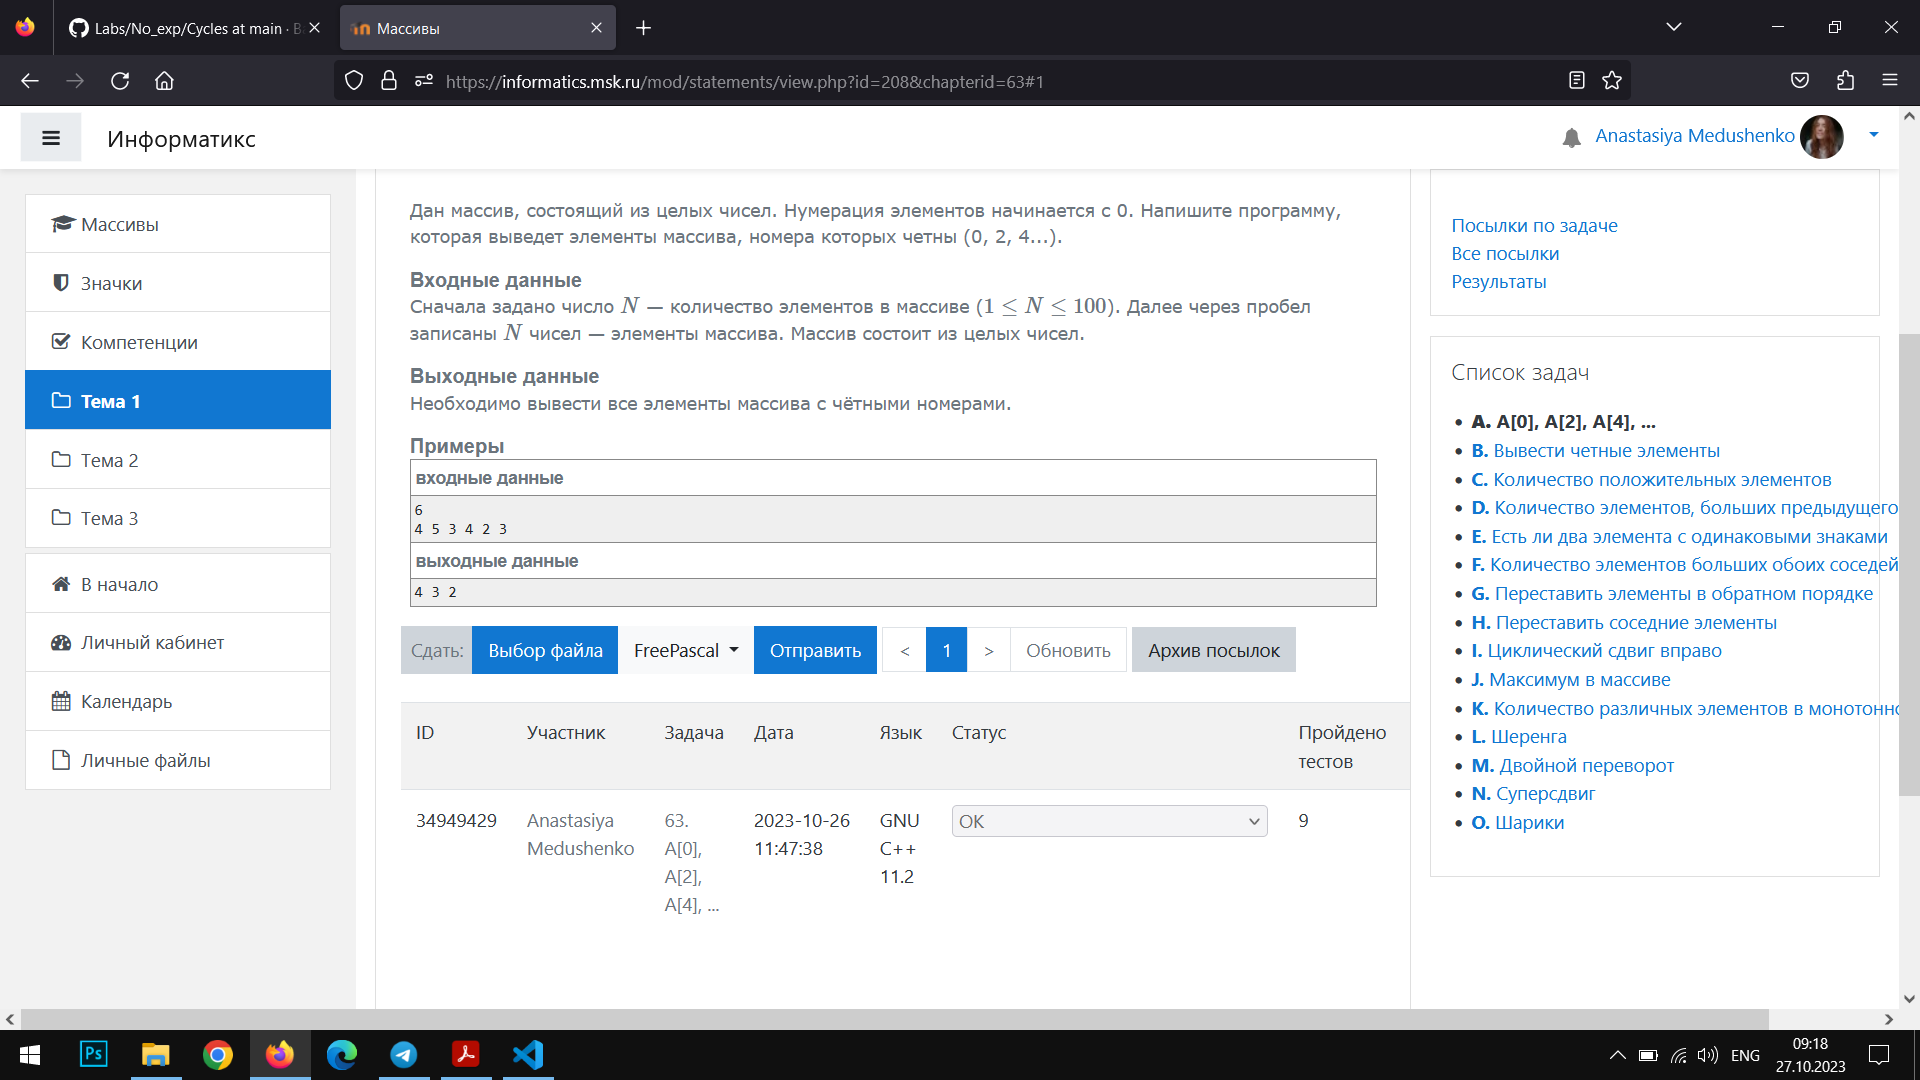 Labs/No_exp/Cycles at main · B
Массивы
https://informatics.msk.ru/mod/statements/view.php?id=208&chapterid=63#1
Информатикс
Anastasiya Medushenko
Массивы
Значки
Компетенции
Тема 1
Тема 2
Тема 3
В начало
Личный кабинет
Календарь
Личные файлы
Дан массив, состоящий из целых чисел. Нумерация элементов начинается с 0. Напишите программу,
которая выведет элементы массива, номера которых четны (0, 2, 4...).
Входные данные
Сначала задано число N — количество элементов в массиве (1 ≤ N ≤ 100). Далее через пробел
записаны N чисел — элементы массива. Массив состоит из целых чисел.
Выходные данные
Необходимо вывести все элементы массива с чётными номерами.
Примеры
входные данные
6
4 5 3 4 2 3
выходные данные
4 3 2
Сдать: Выбор файла FreePascal Отправить < 1 > Обновить Архив посылок
ID Участник Задача Дата Язык Статус Пройдено
тестов
34949429 Anastasiya 63. 2023-10-26 GNU OK 9
Medushenko A[0], 11:47:38 C++
A[2], 11.2
A[4], ...
Посылки по задаче
Все посылки
Результаты
Список задач
A. A[0], A[2], A[4], ...
B. Вывести четные элементы
C. Количество положительных элементов
D. Количество элементов, больших предыдущего
E. Есть ли два элемента с одинаковыми знаками
F. Количество элементов больших обоих соседей
G. Переставить элементы в обратном порядке
H. Переставить соседние элементы
I. Циклический сдвиг вправо
J. Максимум в массиве
K. Количество различных элементов в монотонно
L. Шеренга
M. Двойной переворот
N. Суперсдвиг
O. Шарики
Ps
ENG
09:18
27.10.2023